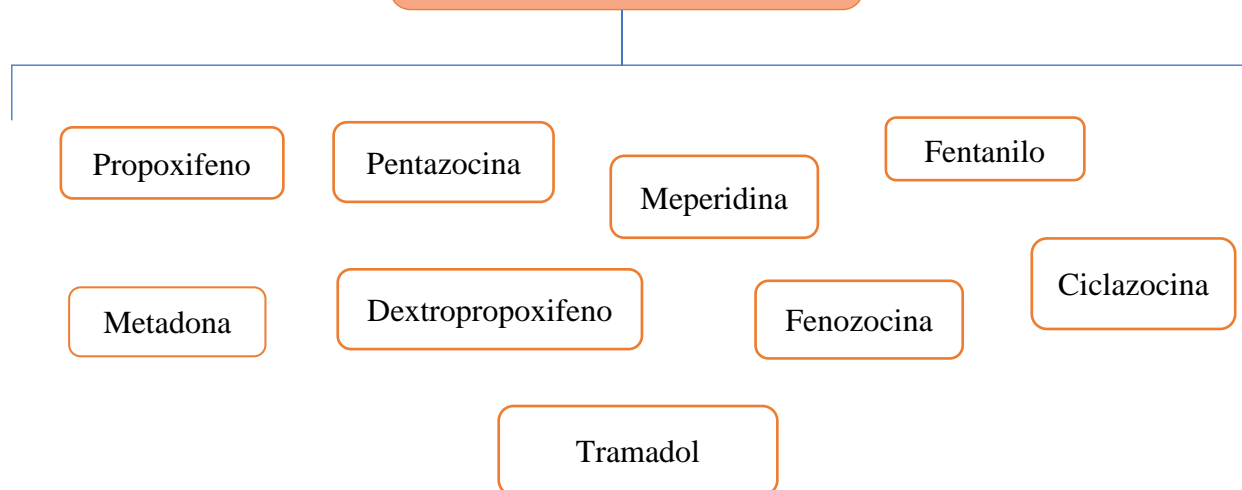 Propoxifeno
Pentazocina
Meperidina
Fentanilo
Metadona
Dextropropoxifeno
Fenozocina
Ciclazocina
Tramadol